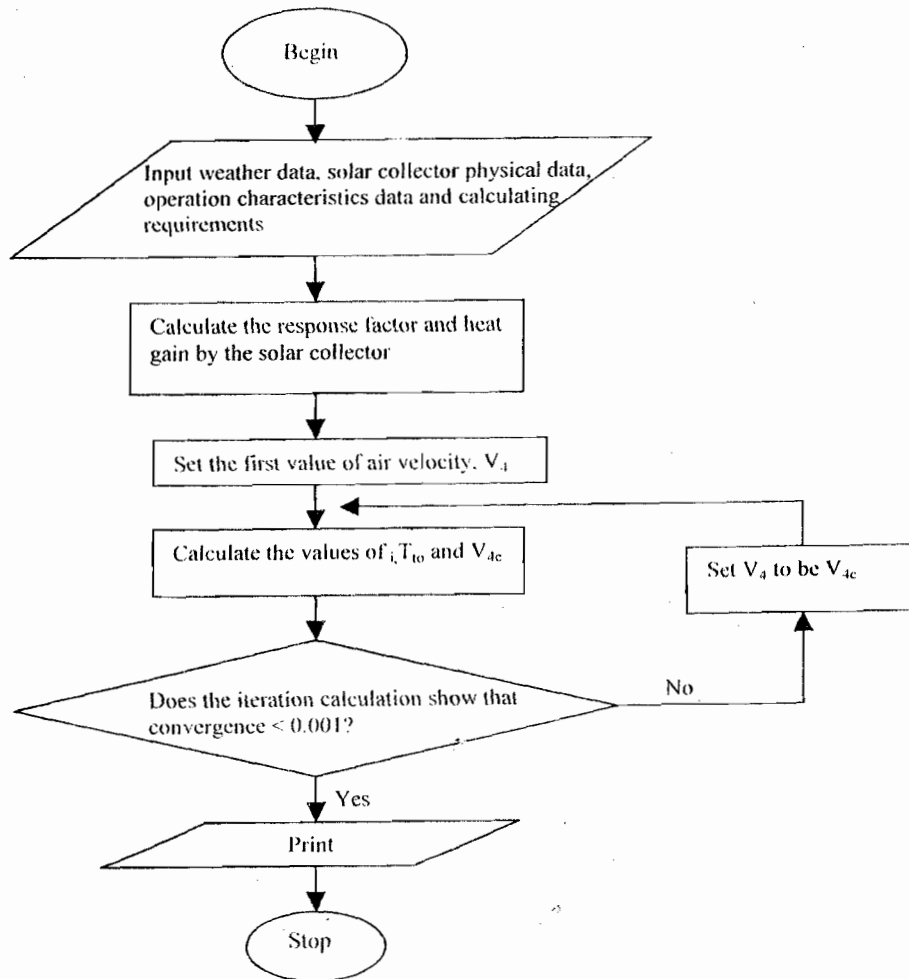 Begin
Input weather data, solar collector physical data,
operation characteristics data and calculating
requirements
Calculate the response factor and heat
gain by the solar collector
Set the first value of air velocity, V₄
Calculate the values of ᵢ,Tₜₒ and V₄c
Set V₄ to be V₄c
Does the iteration calculation show that
convergence < 0.001?
No
Yes
Print
Stop